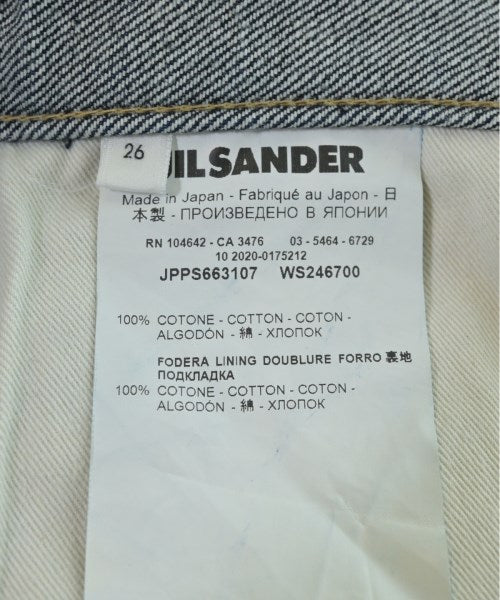 26
JIL SANDER
Made in Japan - Fabriqué au Japon - 日
本製 - ПРОИЗВЕДЕНО В ЯПОНИИ
RN 104642 - CA 3476 03 - 5464 - 6729
10 2020-0175212
JPPS663107 WS246700
100% COTONE - COTTON - COTON -
ALGODÓN - 綿 - ХЛОПОК
FODERA LINING DOUBLURE FORRO 裏地
ПОДКЛАДКА
100% COTONE - COTTON - COTON -
ALGODÓN - 綿 - ХЛОПОК